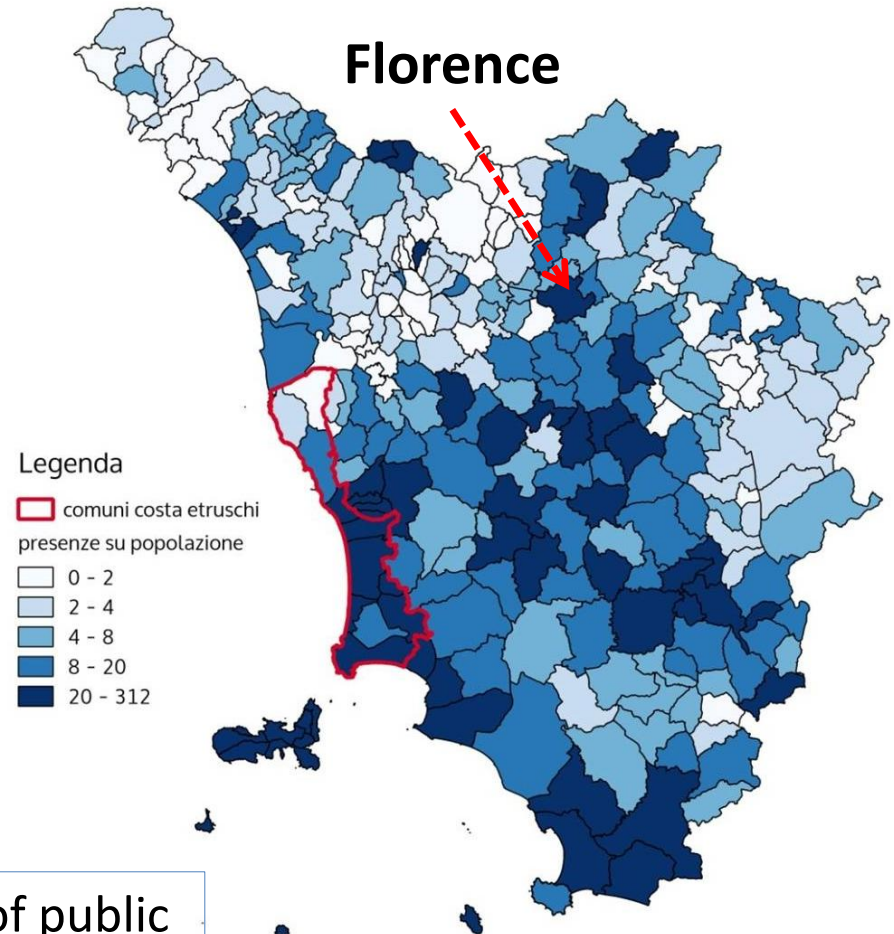 Florence
Legenda
comuni costa etruschi
presenze su popolazione
0 - 2
2 - 4
4 - 8
8 - 20
20 - 312
of public